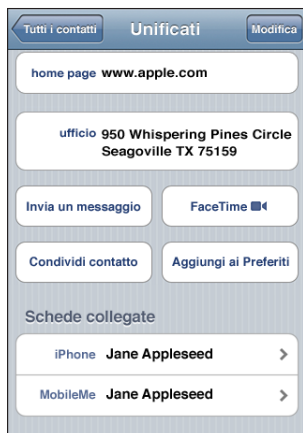 Tutti i contatti Unificati Modifica
home page www.apple.com
ufficio 950 Whispering Pines Circle
Seagoville TX 75159
Invia un messaggio FaceTime
Condividi contatto Aggiungi ai Preferiti
Schede collegate
iPhone Jane Appleseed
MobileMe Jane Appleseed